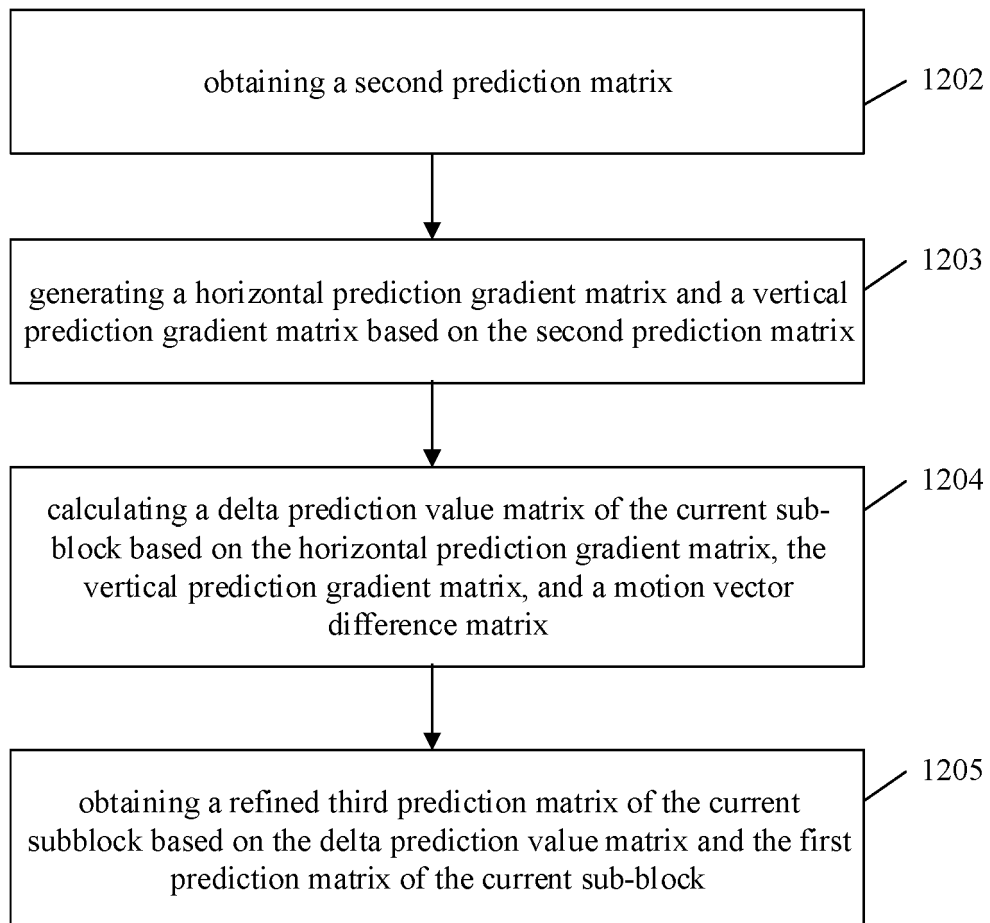 obtaining a second prediction matrix
1202
1203
generating a horizontal prediction gradient matrix and a vertical
prediction gradient matrix based on the second prediction matrix
1204
calculating a delta prediction value matrix of the current sub-
block based on the horizontal prediction gradient matrix, the
vertical prediction gradient matrix, and a motion vector
difference matrix
1205
obtaining a refined third prediction matrix of the current
subblock based on the delta prediction value matrix and the first
prediction matrix of the current sub-block